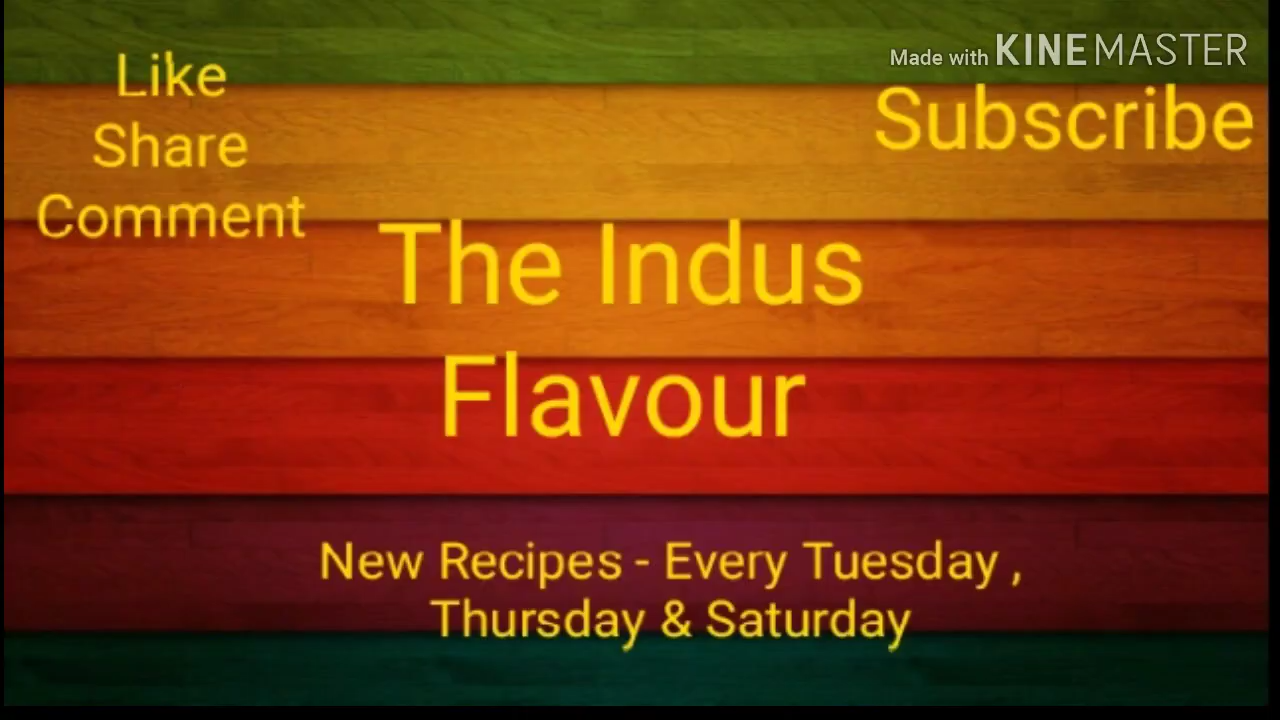 Made with KINEMASTER
Like
Share
Comment
Subscribe
The Indus
Flavour
New Recipes - Every Tuesday ,
Thursday & Saturday